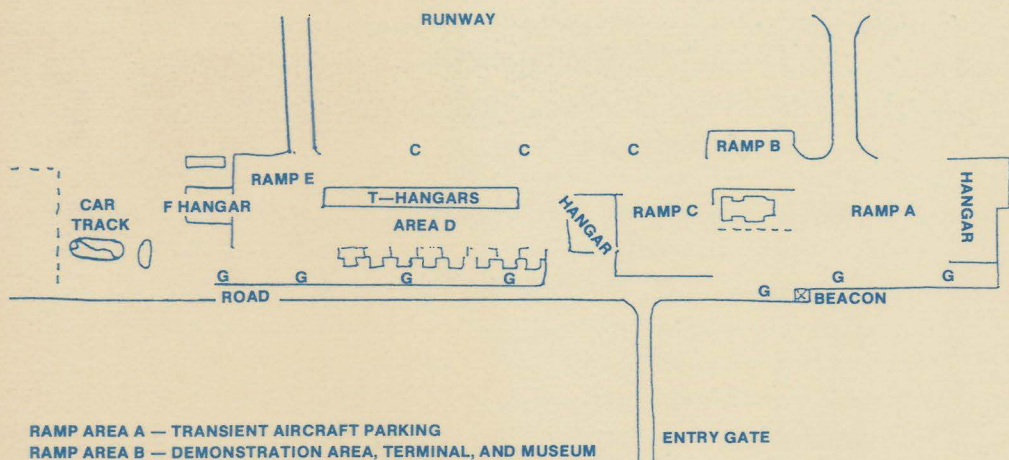 RUNWAY
C C C
RAMP B
RAMP E
T—HANGARS
CAR
TRACK
F HANGAR
HANGAR
RAMP C
RAMP A
HANGAR
AREA D
G G G G
G G
G
ROAD
BEACON
RAMP AREA A — TRANSIENT AIRCRAFT PARKING
ENTRY GATE
RAMP AREA B — DEMONSTRATION AREA, TERMINAL, AND MUSEUM